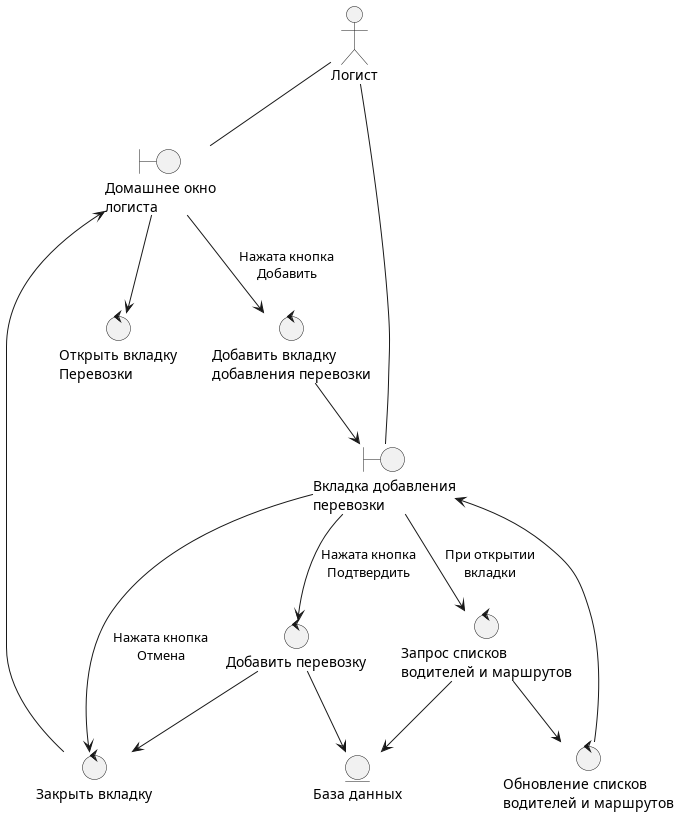 Логист
Домашнее окно
логиста
Нажата кнопка
Добавить
Открыть вкладку
Перевозки
Добавить вкладку
добавления перевозки
Вкладка добавления
перевозки
Нажата кнопка
Подтвердить
При открытии
вкладки
Нажата кнопка
Отмена
Добавить перевозку
Запрос списков
водителей и маршрутов
Закрыть вкладку
База данных
Обновление списков
водителей и маршрутов